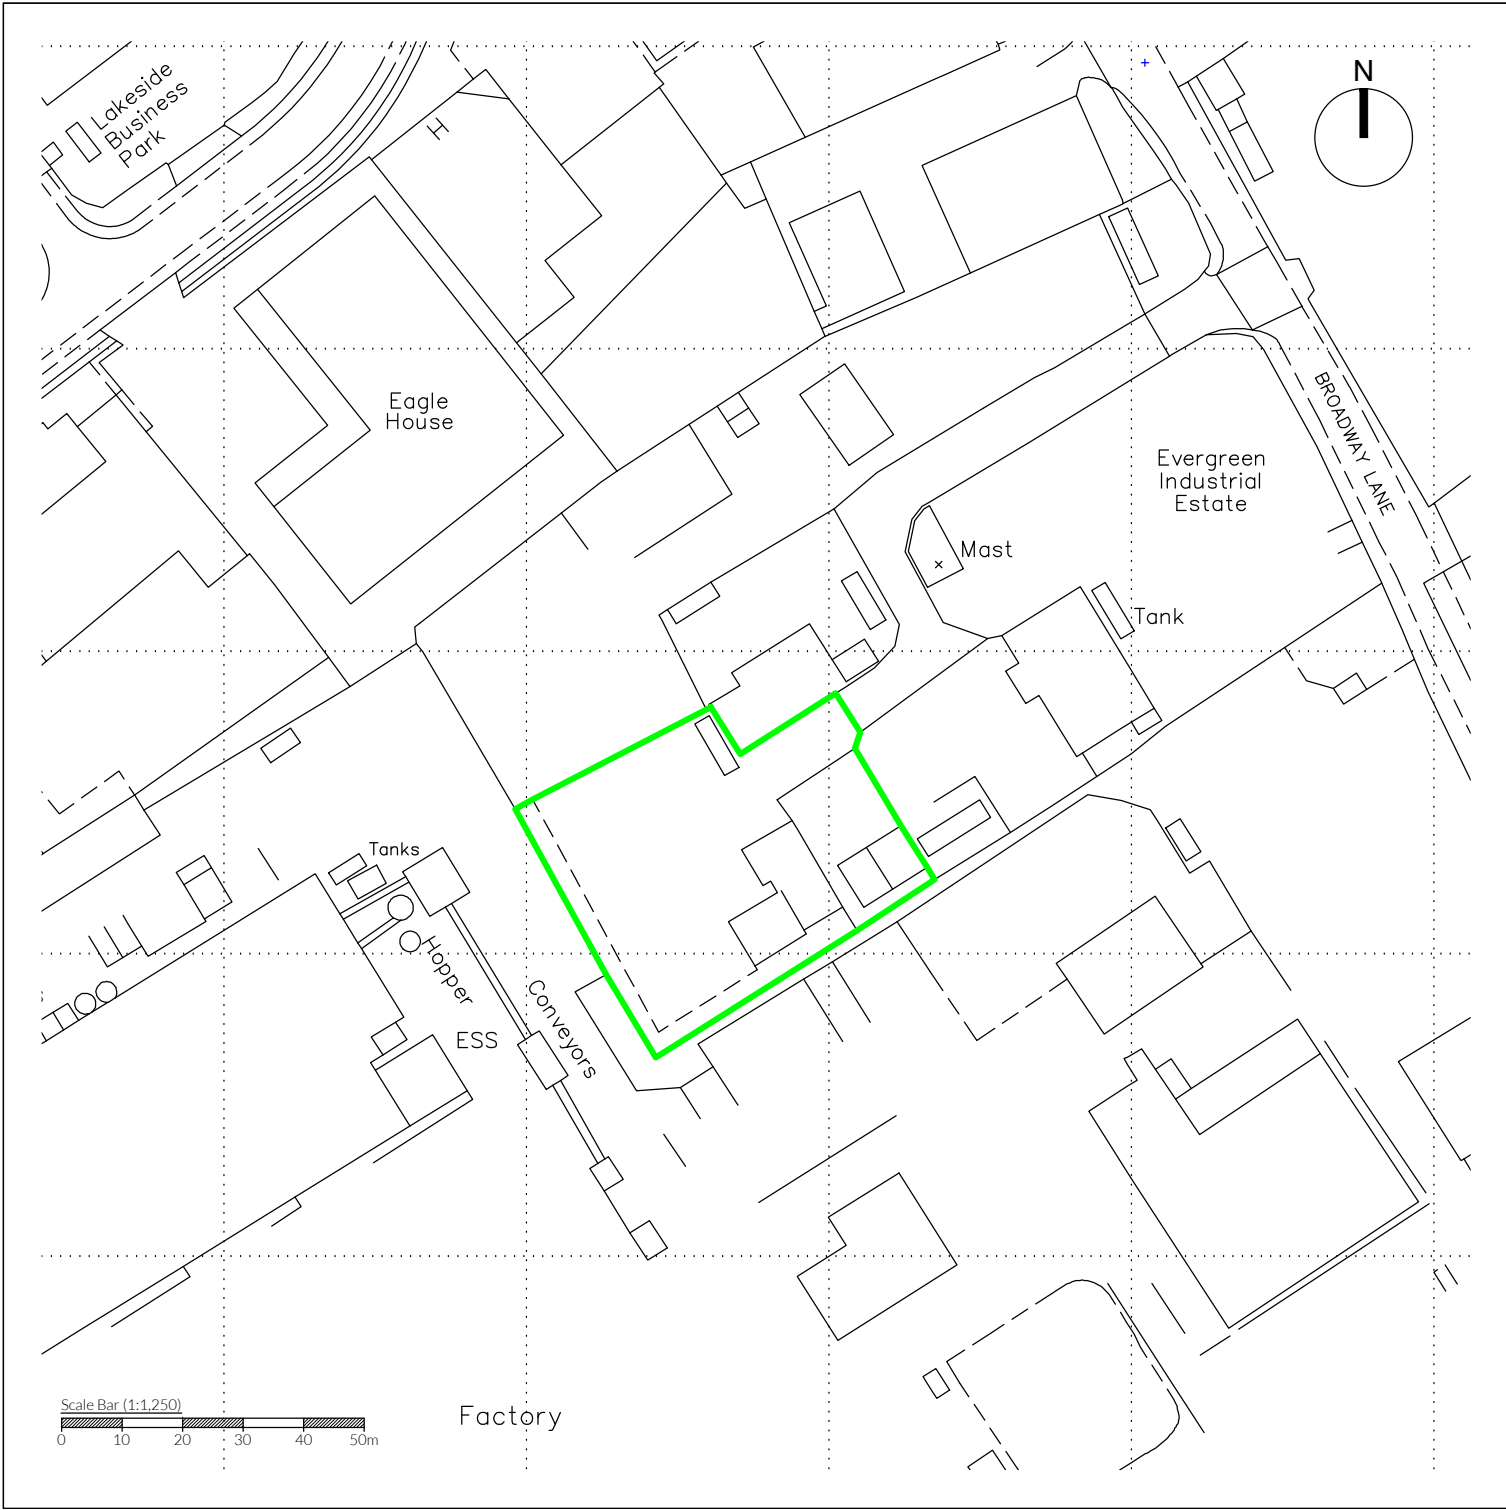 Lakeside
Business
Park
H
N
Eagle
House
BROADWAY LANE
Evergreen
Industrial
Estate
Mast
Tank
Tanks
Hopper
Conveyors
ESS
Scale Bar (1:1,250)
0 10 20 30 40 50m
Factory